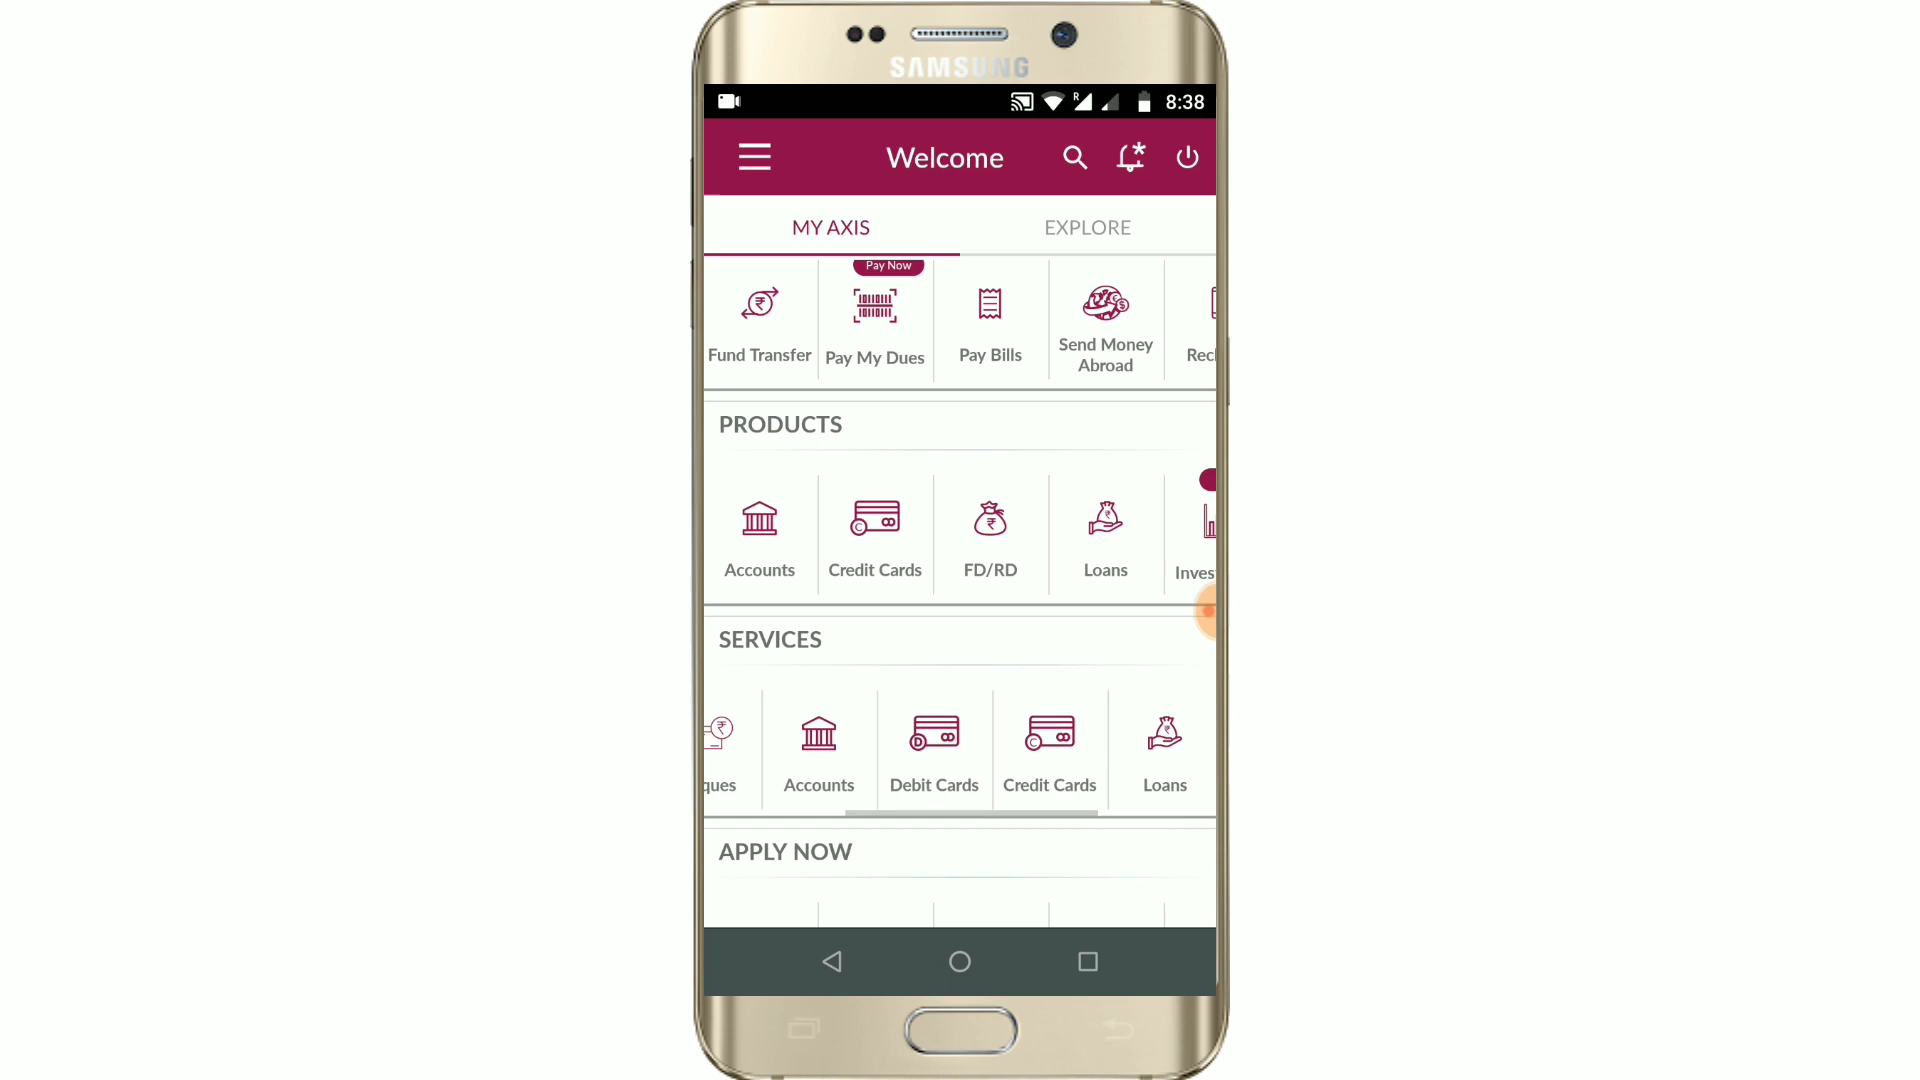 SAMSUNG
8:38
Welcome
MY AXIS
EXPLORE
Pay Now
Fund Transfer
Pay My Dues
Pay Bills
Send Money
Abroad
PRODUCTS
Accounts
Credit Cards
FD/RD
Loans
SERVICES
Accounts
Debit Cards
Credit Cards
Loans
APPLY NOW